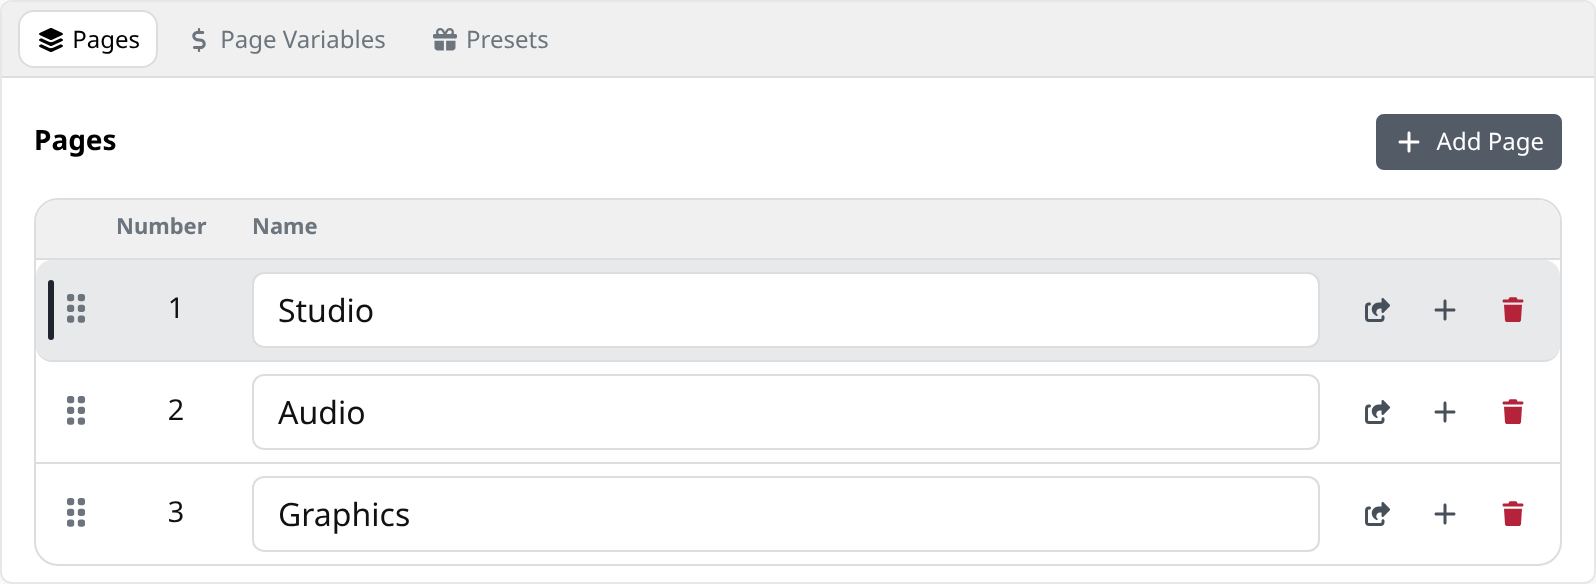 Pages $ Page Variables Presets
Pages
+ Add Page
Number Name
1 Studio
2 Audio
3 Graphics